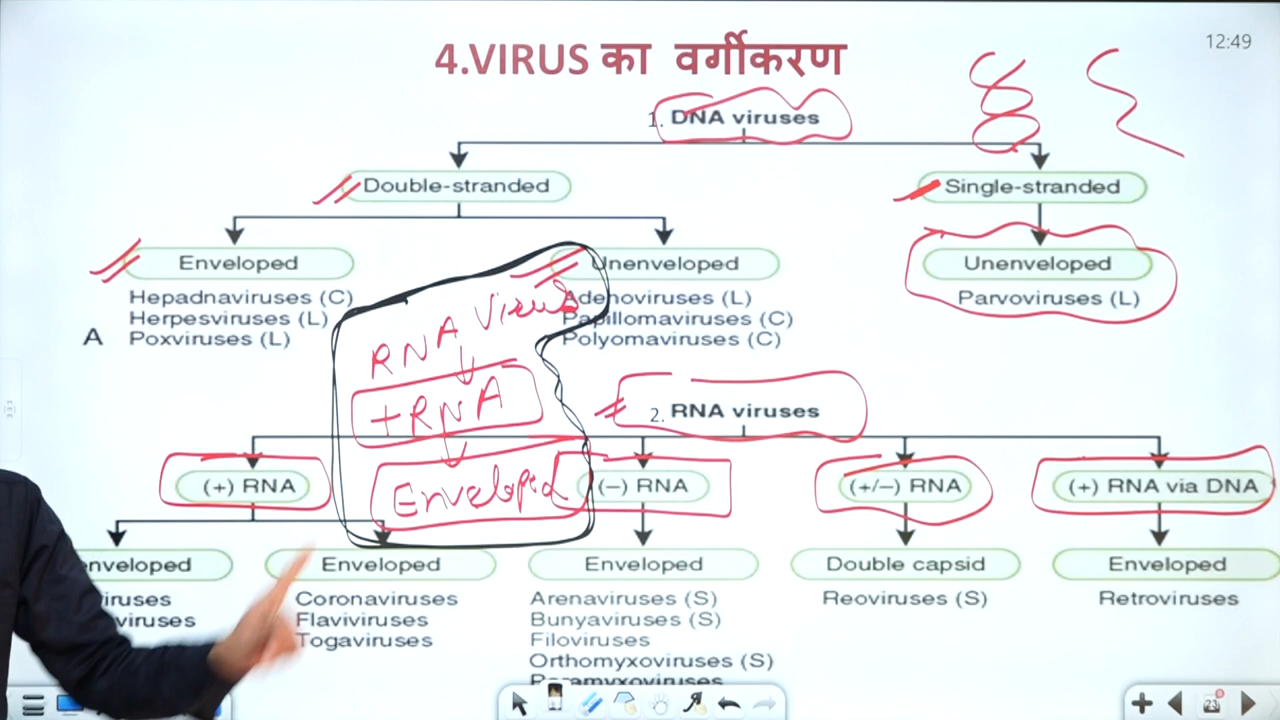 12:49
4.VIRUS का वर्गीकरण
1. DNA viruses
Double-stranded
Single-stranded
Enveloped
Unenveloped
Unenveloped
Hepadnaviruses (C)
Herpesviruses (L)
A Poxviruses (L)
Adenoviruses (L)
Papillomaviruses (C)
Polyomaviruses (C)
Parvoviruses (L)
RNA Virus
+RNA
Enveloped
2. RNA viruses
(+) RNA
(−) RNA
(+/−) RNA
(+) RNA via DNA
Enveloped
Enveloped
Double capsid
Enveloped
Coronaviruses
Flaviviruses
Togaviruses
Arenaviruses (S)
Bunyaviruses (S)
Filoviruses
Orthomyxoviruses (S)
Paramyxoviruses
Reoviruses (S)
Retroviruses
23